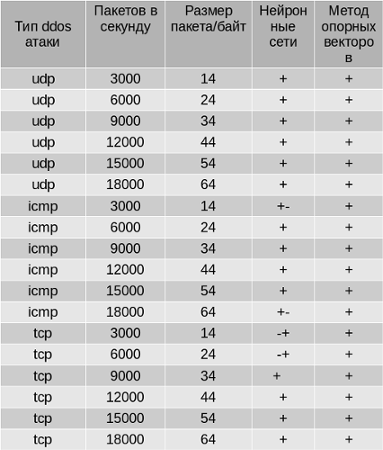 Тип ddos атаки Пакетов в секунду Размер пакета/байт Нейрон ные сети Метод опорных векторо в
udp 3000 14 + +
udp 6000 24 + +
udp 9000 34 + +
udp 12000 44 + +
udp 15000 54 + +
udp 18000 64 + +
icmp 3000 14 +- +
icmp 6000 24 + +
icmp 9000 34 + +
icmp 12000 44 + +
icmp 15000 54 + +
icmp 18000 64 +- +
tcp 3000 14 -+ +
tcp 6000 24 -+ +
tcp 9000 34 + +
tcp 12000 44 + +
tcp 15000 54 + +
tcp 18000 64 + +